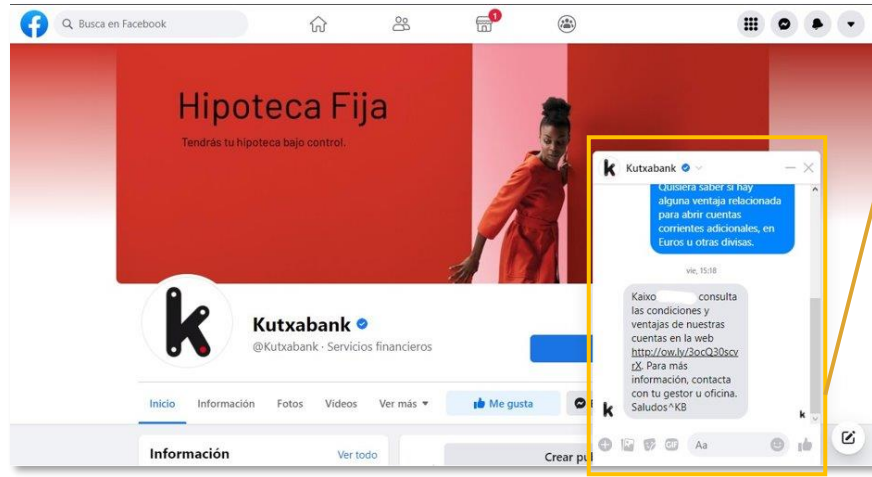 Busca en Facebook
1
Hipoteca Fija
Tendrás tu hipoteca bajo control.
Kutxabank
@Kutxabank · Servicios financieros
Inicio Información Fotos Videos Ver más Me gusta
Información Ver todo
Crear
Kutxabank
Quisiera saber si hay
alguna ventaja relacionada
para abrir cuentas
corrientes adicionales, en
Euros u otras divisas.
vie, 15:18
Kaixo consulta
las condiciones y
ventajas de nuestras
cuentas en la web
http://ow.ly/3ocQ30scv
rX. Para más
información, contacta
con tu gestor u oficina.
Saludos^KB
GIF Aa